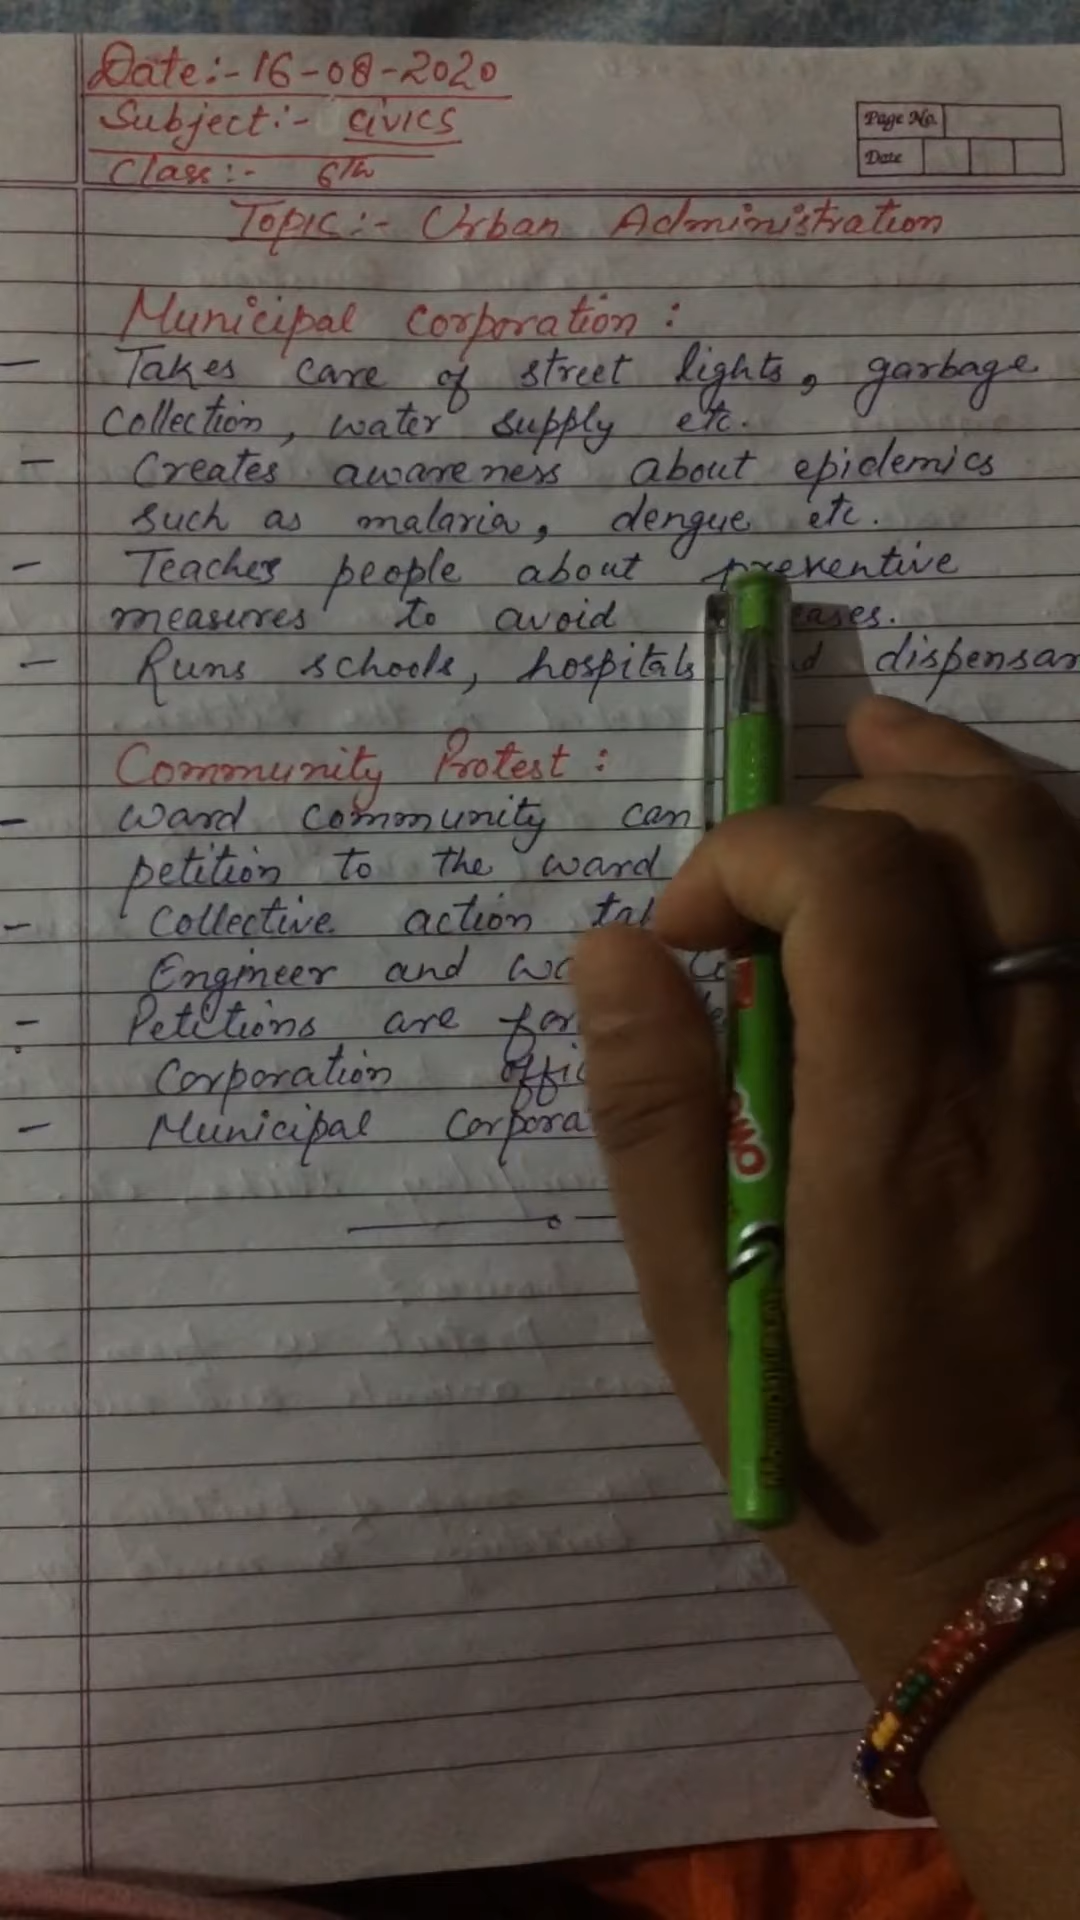 Date:- 16-08-2020
Subject:- civics
Class:- 6th
Page No.
Date
Topic:- Urban Administration
Municipal Corporation:
- Takes care of street lights, garbage
collection, water supply etc.
- Creates awareness about epidemics
such as malaria, dengue etc.
- Teaches people about preventive
measures to avoid
- Runs schools, hospitals dispensar
Community Protest:
- Ward community can
petition to the ward
- Collective action
Engineer and
- Petitions are
Corporation
- Municipal